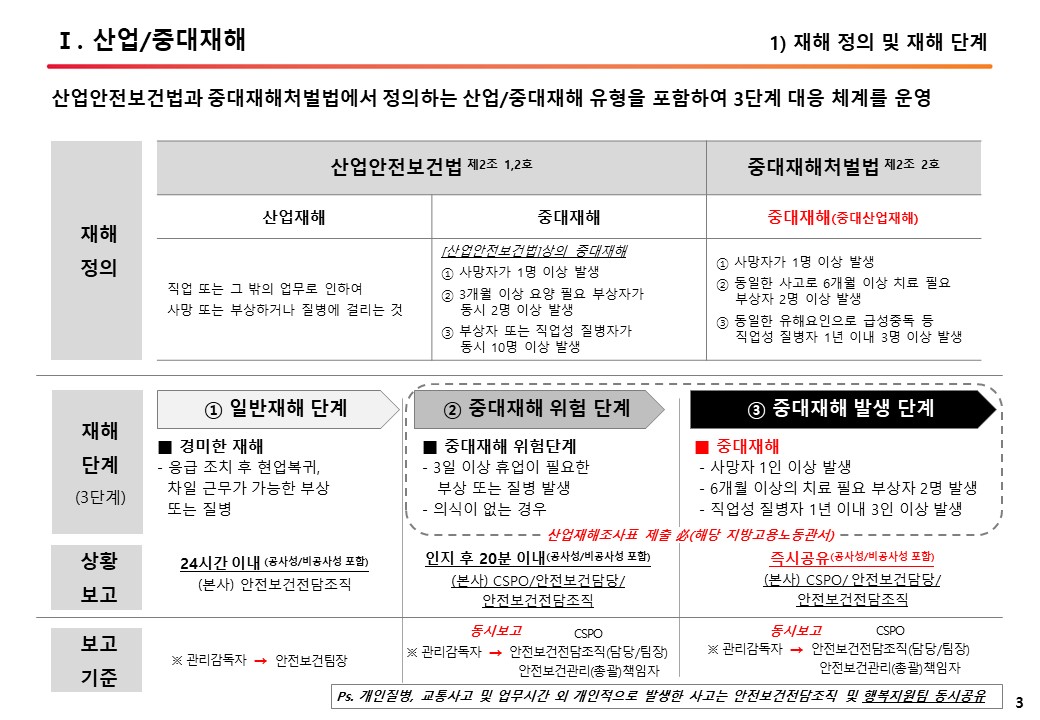 Ⅰ. 산업/중대재해
1) 재해 정의 및 재해 단계
산업안전보건법과 중대재해처벌법에서 정의하는 산업/중대재해 유형을 포함하여 3단계 대응 체계를 운영
재해
정의
산업안전보건법 제2조 1,2호
중대재해처벌법 제2조 2호
산업재해
중대재해
중대재해(중대산업재해)
직업 또는 그 밖의 업무로 인하여
사망 또는 부상하거나 질병에 걸리는 것
[산업안전보건법]상의 중대재해
① 사망자가 1명 이상 발생
② 3개월 이상 요양 필요 부상자가
동시 2명 이상 발생
③ 부상자 또는 직업성 질병자가
동시 10명 이상 발생
① 사망자가 1명 이상 발생
② 동일한 사고로 6개월 이상 치료 필요
부상자 2명 이상 발생
③ 동일한 유해요인으로 급성중독 등
직업성 질병자 1년 이내 3명 이상 발생
재해
단계
(3단계)
① 일반재해 단계
■ 경미한 재해
- 응급 조치 후 현업복귀,
차일 근무가 가능한 부상
또는 질병
② 중대재해 위험 단계
■ 중대재해 위험단계
- 3일 이상 휴업이 필요한
부상 또는 질병 발생
- 의식이 없는 경우
③ 중대재해 발생 단계
■ 중대재해
- 사망자 1인 이상 발생
- 6개월 이상의 치료 필요 부상자 2명 발생
- 직업성 질병자 1년 이내 3인 이상 발생
산업재해조사표 제출 必(해당 지방고용노동관서)
상황
보고
24시간 이내(공사성/비공사성 포함)
(본사) 안전보건전담조직
인지 후 20분 이내(공사성/비공사성 포함)
(본사) CSPO/안전보건담당/
안전보건전담조직
즉시공유(공사성/비공사성 포함)
(본사) CSPO/ 안전보건담당/
안전보건전담조직
보고
기준
※ 관리감독자 → 안전보건팀장
동시보고 CSPO
※ 관리감독자 → 안전보건전담조직(담당/팀장)
안전보건관리(총괄)책임자
동시보고 CSPO
※ 관리감독자 → 안전보건전담조직(담당/팀장)
안전보건관리(총괄)책임자
Ps. 개인질병, 교통사고 및 업무시간 외 개인적으로 발생한 사고는 안전보건전담조직 및 행복지원팀 동시공유
3